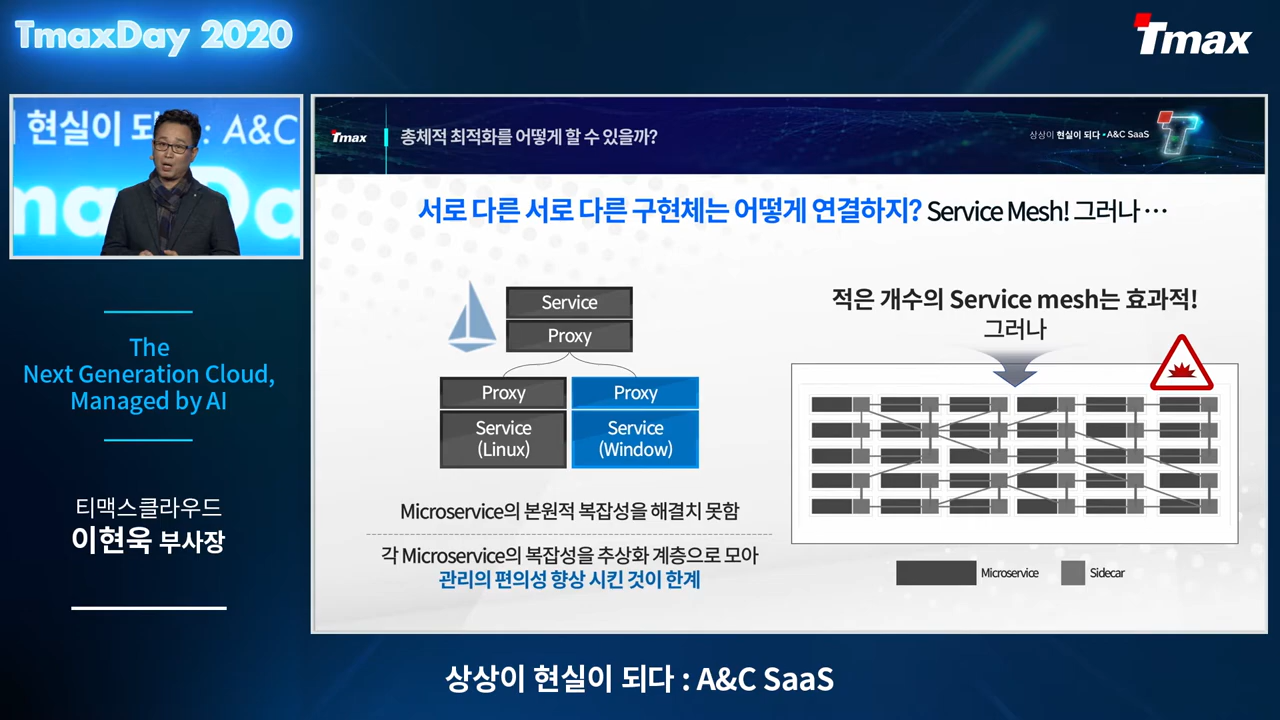 TmaxDay 2020
Tmax
현실이 되 : A&C
max Da
The
Next Generation Cloud,
Managed by AI
티맥스클라우드
이현욱 부사장
Tmax
총체적 최적화를 어떻게 할 수 있을까?
상상이 현실이 되다 • A&C SaaS
서로 다른 서로 다른 구현체는 어떻게 연결하지? Service Mesh! 그러나 …
Service
Proxy
Proxy
Proxy
Service
(Linux)
Service
(Window)
Microservice의 본원적 복잡성을 해결치 못함
각 Microservice의 복잡성을 추상화 계층으로 모아
관리의 편의성 향상 시킨 것이 한계
적은 개수의 Service mesh는 효과적!
그러나
Microservice
Sidecar
상상이 현실이 되다 : A&C SaaS